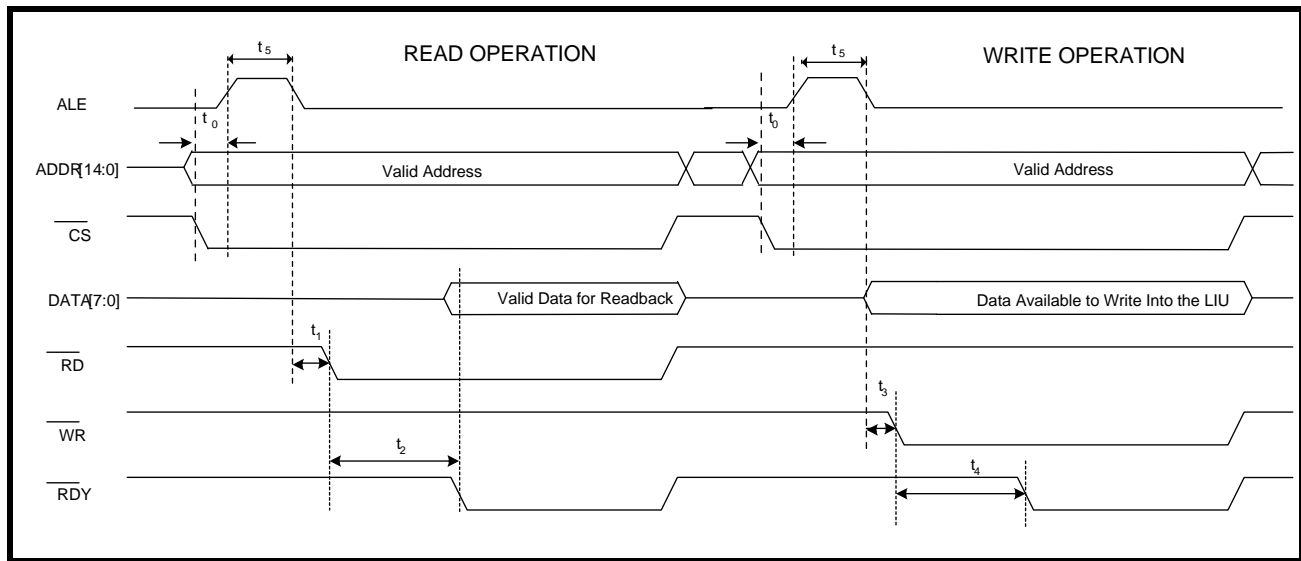 t5 READ OPERATION t5 WRITE OPERATION
ALE
t0 t0
ADDR[14:0] Valid Address Valid Address
CS
DATA[7:0] Valid Data for Readback Data Available to Write Into the LIU
t1
RD
t3
WR
t2 t4
RDY